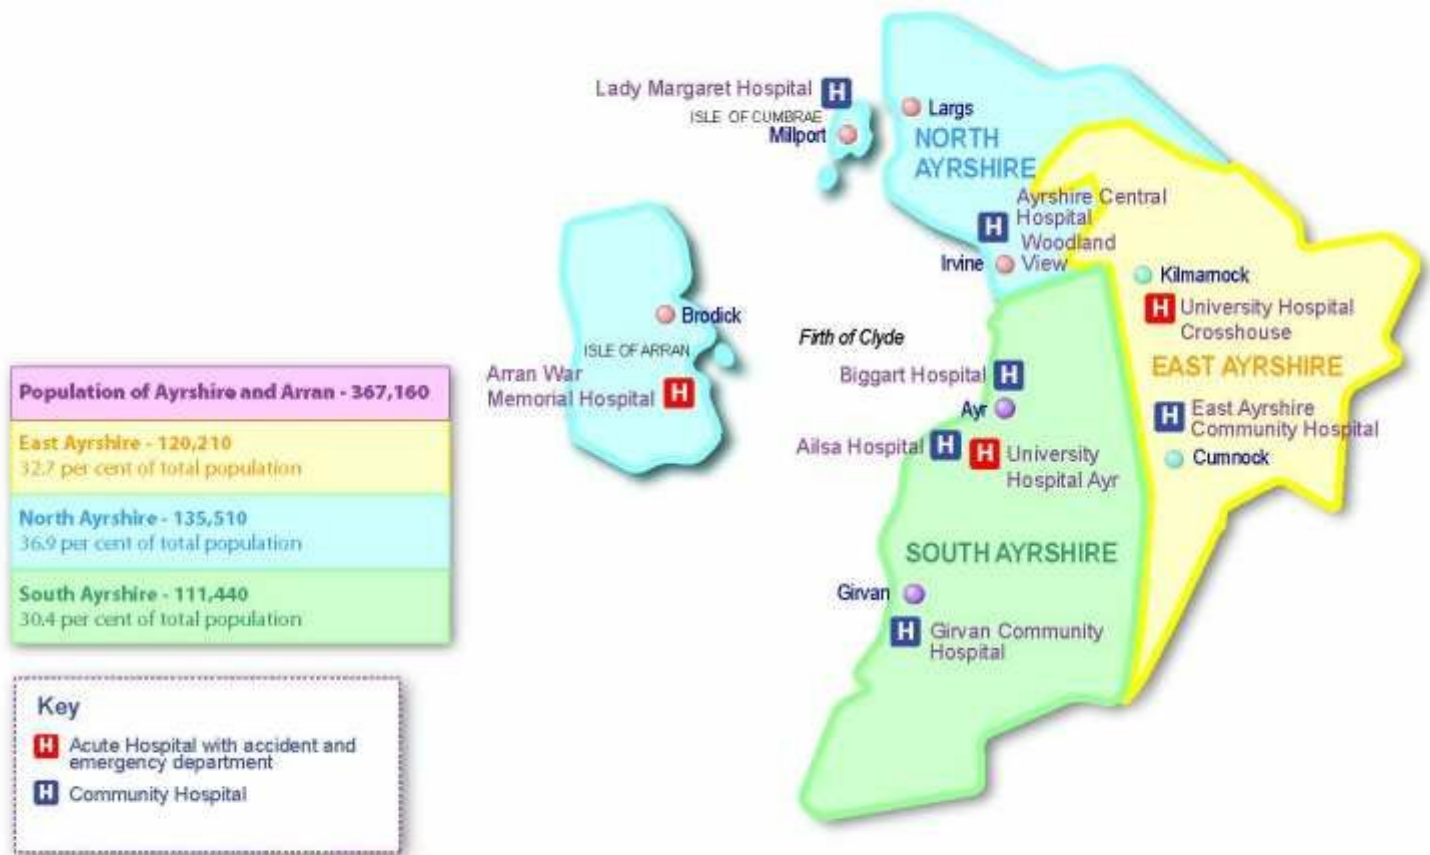 Lady Margaret Hospital H
ISLE OF CUMBRAE
Millport
Largs
NORTH
AYRSHIRE
Ayrshire Central
Hospital
H
Woodland
Irvine
View
Kilmarnock
H University Hospital
Crosshouse
EAST AYRSHIRE
H East Ayrshire
Community Hospital
Cumnock
Brodick
ISLE OF ARRAN
Arran War
Memorial Hospital H
Firth of Clyde
Biggart Hospital H
Ayr
Ailsa Hospital H
H University
Hospital Ayr
SOUTH AYRSHIRE
Girvan
H Girvan Community
Hospital
Population of Ayrshire and Arran - 367,160
East Ayrshire - 120,210
32.7 per cent of total population
North Ayrshire - 135,510
36.9 per cent of total population
South Ayrshire - 111,440
30.4 per cent of total population
Key
H Acute Hospital with accident and
emergency department
H Community Hospital